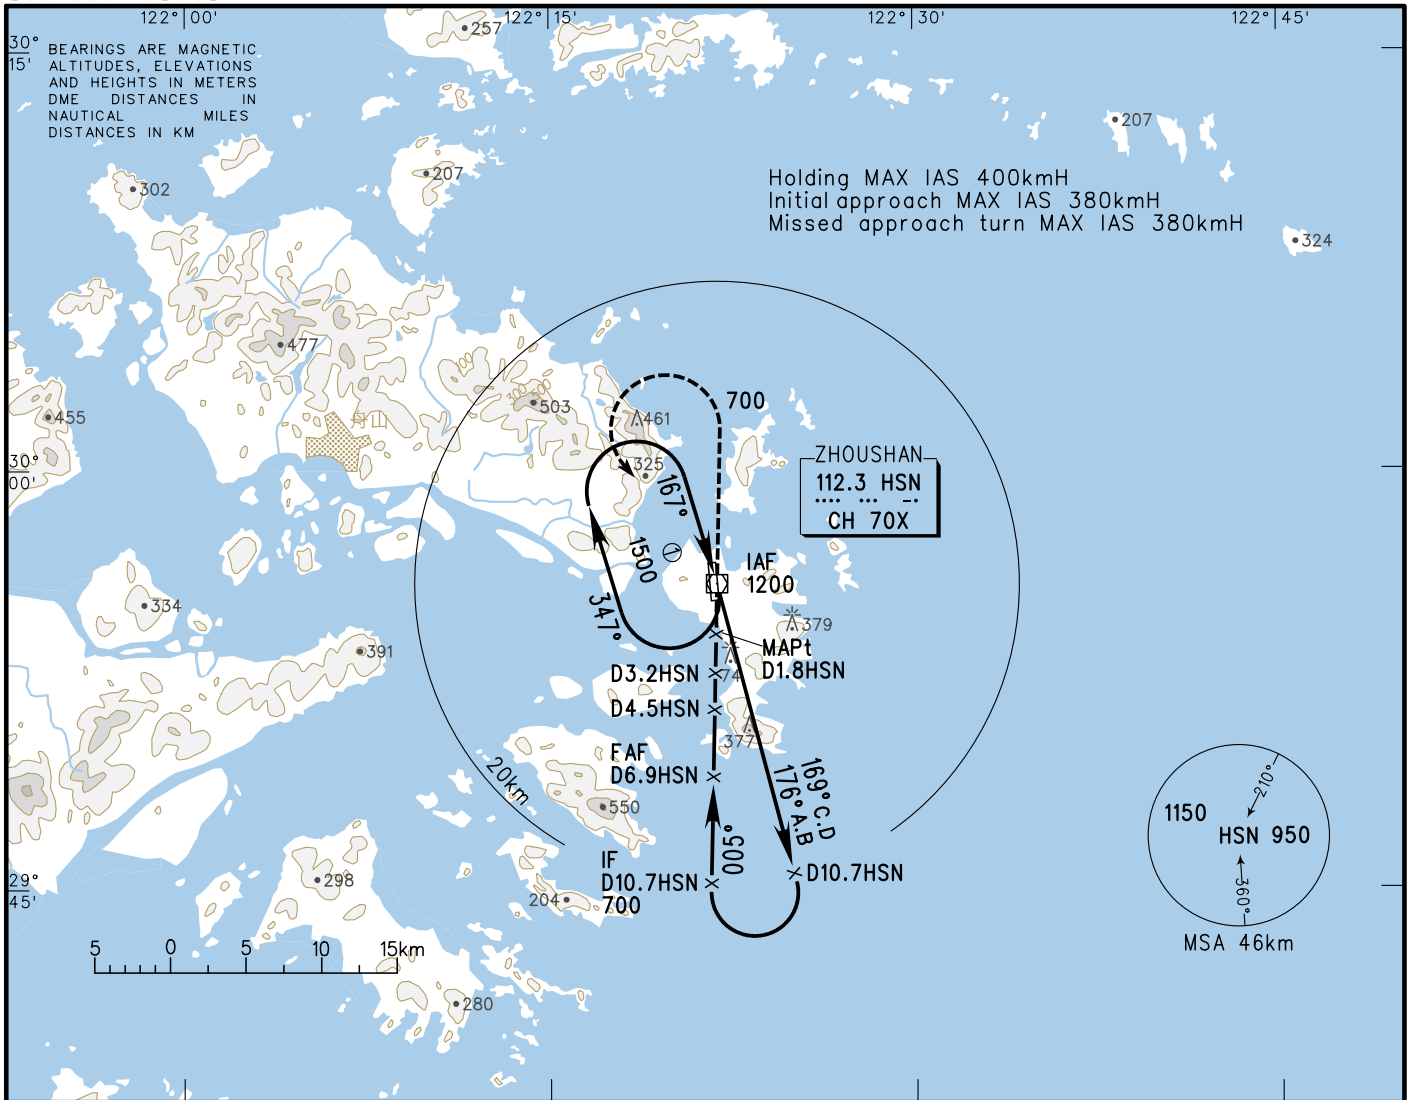 122° 00'
122° 15'
122° 30'
122° 45'
30°
15'
BEARINGS ARE MAGNETIC
ALTITUDES, ELEVATIONS
AND HEIGHTS IN METERS
DME DISTANCES IN
NAUTICAL MILES
DISTANCES IN KM
257
207
302
207
Holding MAX IAS 400kmH
Initial approach MAX IAS 380kmH
Missed approach turn MAX IAS 380kmH
324
477
455
503
300
舟山
461
700
30°
00'
325
167°
ZHOUSHAN
112.3 HSN
CH 70X
1500
1
347°
IAF
1200
334
391
379
MAPt
D1.8HSN
D3.2HSN
74
D4.5HSN
377
FAF
D6.9HSN
20km
550
169°C.D
176°A.B
005°
210°
1150
HSN 950
360°
MSA 46km
IF
D10.7HSN
700
D10.7HSN
29°
45'
298
204
5 0 5 10 15km
280